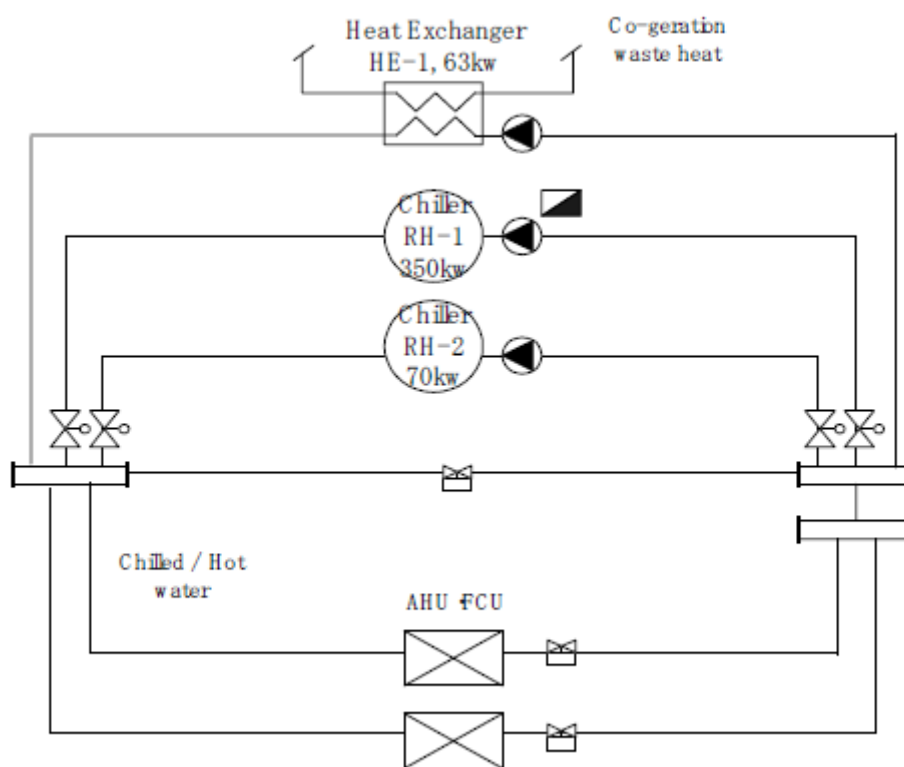 Heat Exchanger
HE-1, 63kw
Co-geration
waste heat
Chiller
RH-1
350kw
Chiller
RH-2
70kw
Chilled / Hot
water
AHU FCU